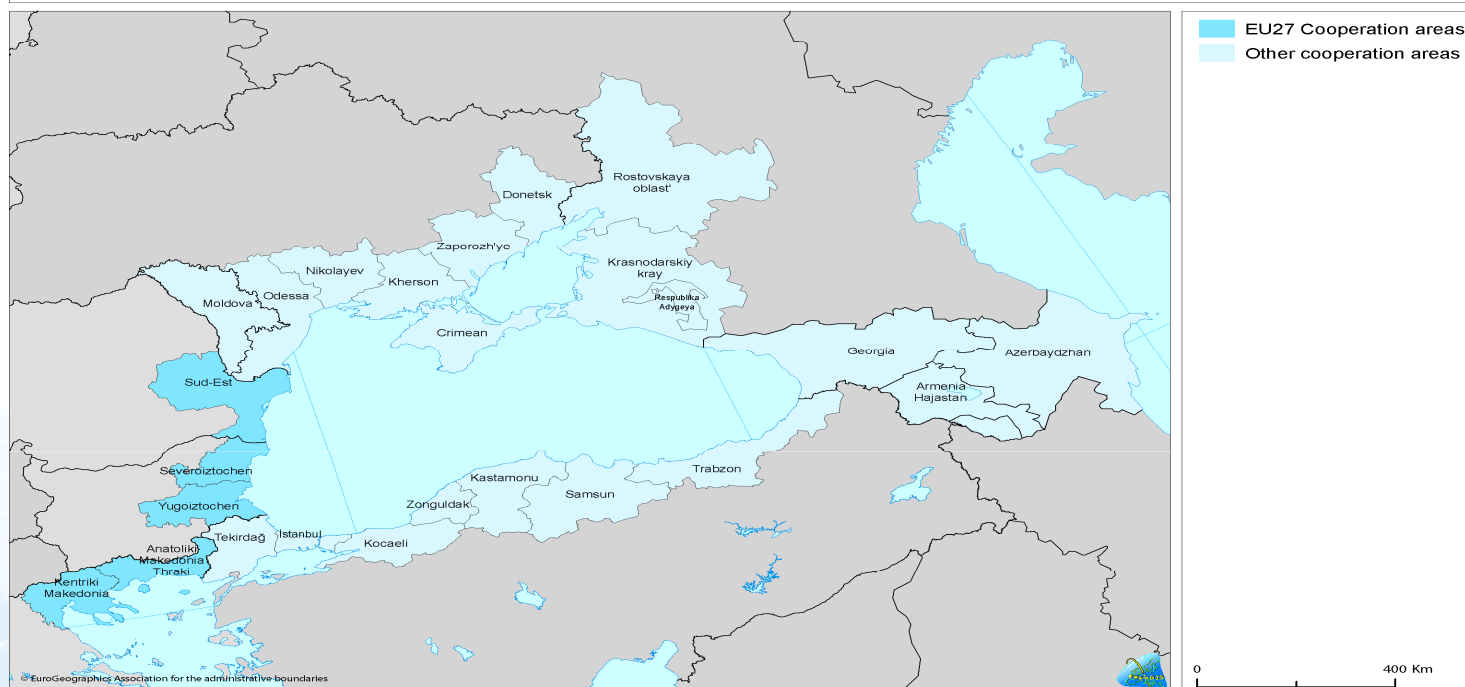 EU27 Cooperation areas
Other cooperation areas
Rostovskaya
oblast'
Donetsk
Zaporozh'ye
Krasnodarskiy
kray
Nikolayev
Kherson
Odessa
Moldova
Respublika
Adygeya
Crimean
Georgia
Azerbaydzhan
Sud-Est
Armenia
Hajastan
Severoiztochen
Trabzon
Kastamonu
Samsun
Zonguldak
Yugoiztochen
Tekirdağ
İstanbul
Kocaeli
Anatoliki
Makedonia
Thraki
Kentriki
Makedonia
0
400 Km
© EuroGeographics Association for the administrative boundaries